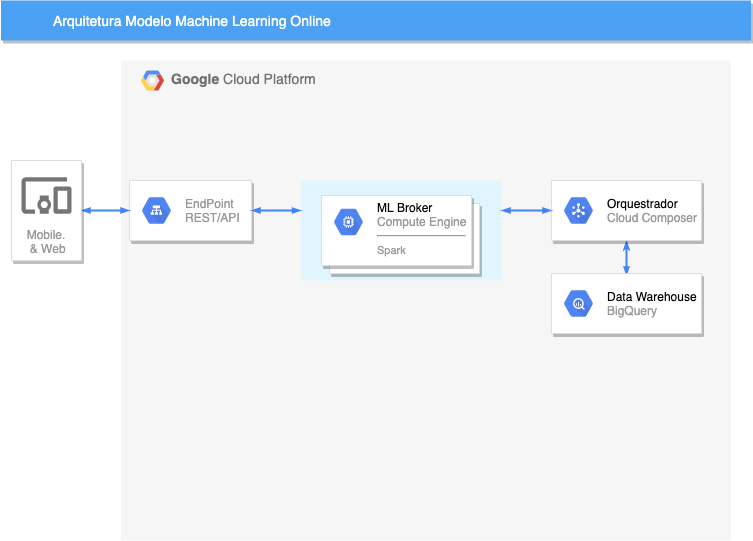 Arquitetura Modelo Machine Learning Online
Google Cloud Platform
Mobile.
& Web
EndPoint
REST/API
ML Broker
Compute Engine
Spark
Orquestrador
Cloud Composer
Data Warehouse
BigQuery